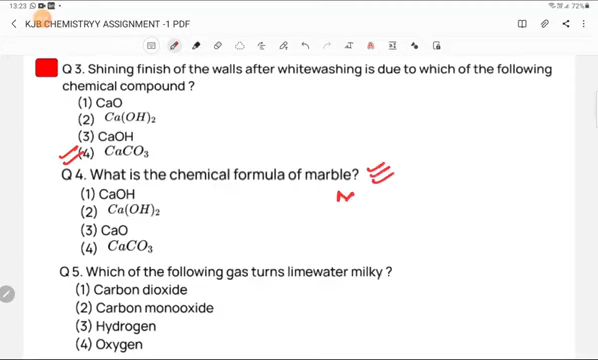 13:23
72%
KJB CHEMISTRYY ASSIGNMENT -1 PDF
Q 3. Shining finish of the walls after whitewashing is due to which of the following
chemical compound ?
(1) CaO
(2) Ca(OH)₂
(3) CaOH
(4) CaCO₃
Q 4. What is the chemical formula of marble?
(1) CaOH
(2) Ca(OH)₂
(3) CaO
(4) CaCO₃
Q 5. Which of the following gas turns limewater milky ?
(1) Carbon dioxide
(2) Carbon monooxide
(3) Hydrogen
(4) Oxygen